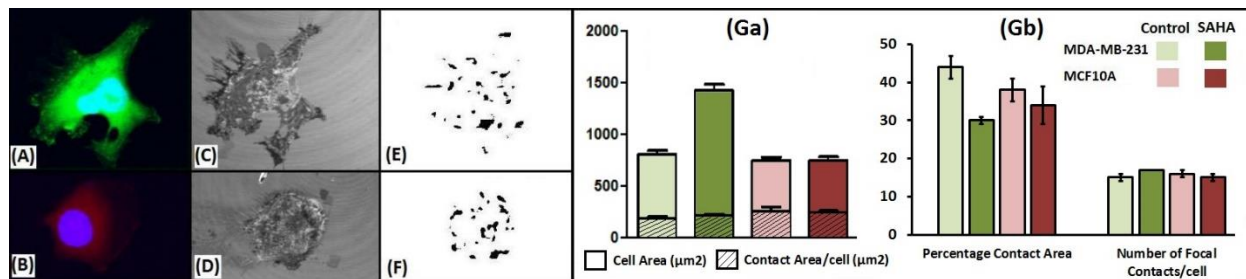 (A)
(B)
(C)
(D)
(E)
(F)
(Ga)
2000
1500
1000
500
0
Cell Area (µm2) Contact Area/cell (µm2)
(Gb)
Control SAHA
MDA-MB-231
MCF10A
50
40
30
20
10
0
Percentage Contact Area
Number of Focal
Contacts/cell